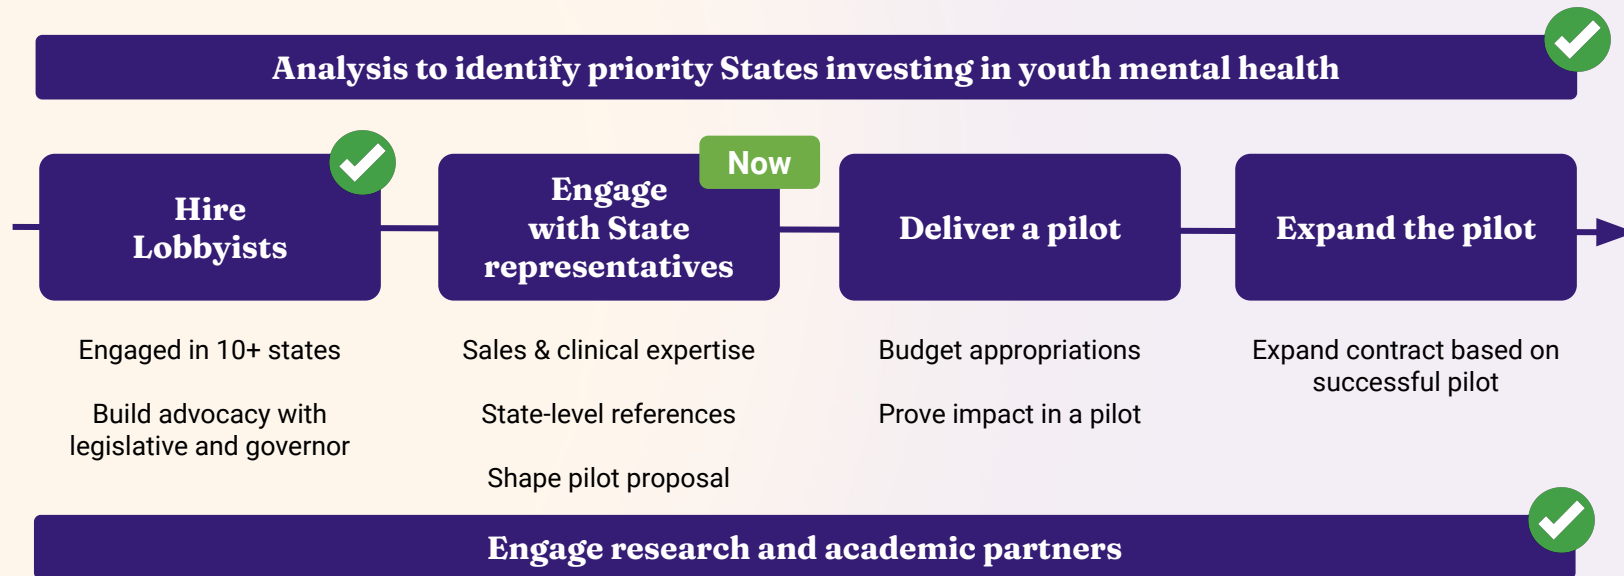 Analysis to identify priority States investing in youth mental health
Hire
Lobbyists
Now
Engage
with State
representatives
Deliver a pilot
Expand the pilot
Engaged in 10+ states
Build advocacy with
legislative and governor
Sales & clinical expertise
State-level references
Shape pilot proposal
Budget appropriations
Prove impact in a pilot
Expand contract based on
successful pilot
Engage research and academic partners